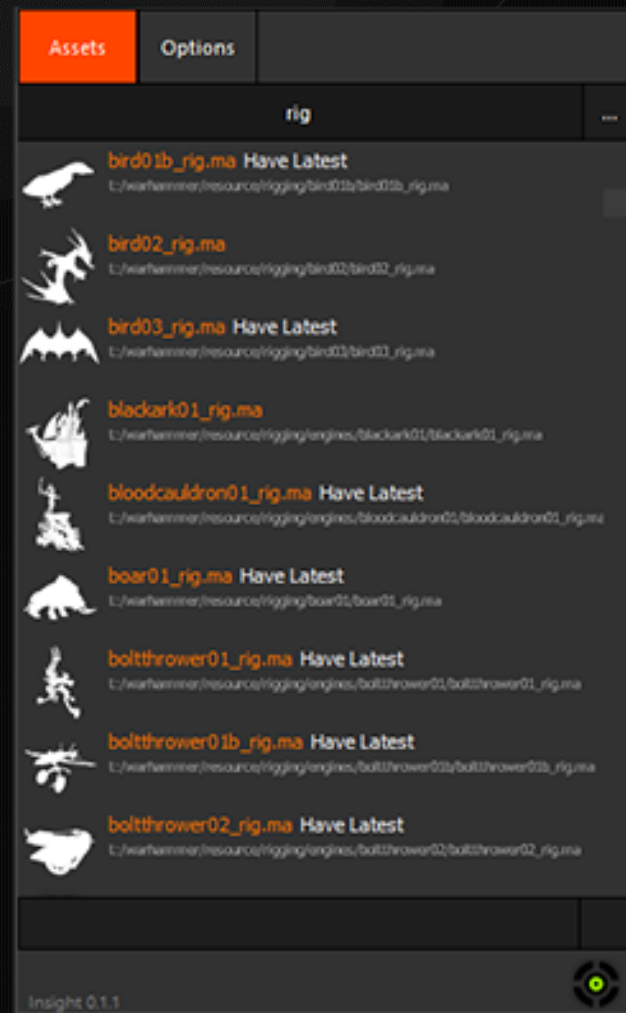 Assets Options
rig ...
bird01b_rig.ma Have Latest
t:/warhammer/resource/rigging/bird01b/bird01b_rig.ma
bird02_rig.ma
t:/warhammer/resource/rigging/bird02/bird02_rig.ma
bird03_rig.ma Have Latest
t:/warhammer/resource/rigging/bird03/bird03_rig.ma
blackark01_rig.ma
t:/warhammer/resource/rigging/engines/blackark01/blackark01_rig.ma
bloodcauldron01_rig.ma Have Latest
t:/warhammer/resource/rigging/engines/bloodcauldron01/bloodcauldron01_rig.ma
boar01_rig.ma Have Latest
t:/warhammer/resource/rigging/boar01/boar01_rig.ma
boltthrower01_rig.ma Have Latest
t:/warhammer/resource/rigging/engines/boltthrower01/boltthrower01_rig.ma
boltthrower01b_rig.ma Have Latest
t:/warhammer/resource/rigging/engines/boltthrower01b/boltthrower01b_rig.ma
boltthrower02_rig.ma Have Latest
t:/warhammer/resource/rigging/engines/boltthrower02/boltthrower02_rig.ma
Insight 0.1.1